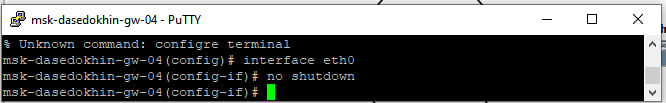 msk-dasedokhin-gw-04 - PuTTY
% Unknown command: configre terminal
msk-dasedokhin-gw-04(config)# interface eth0
msk-dasedokhin-gw-04(config-if)# no shutdown
msk-dasedokhin-gw-04(config-if)#